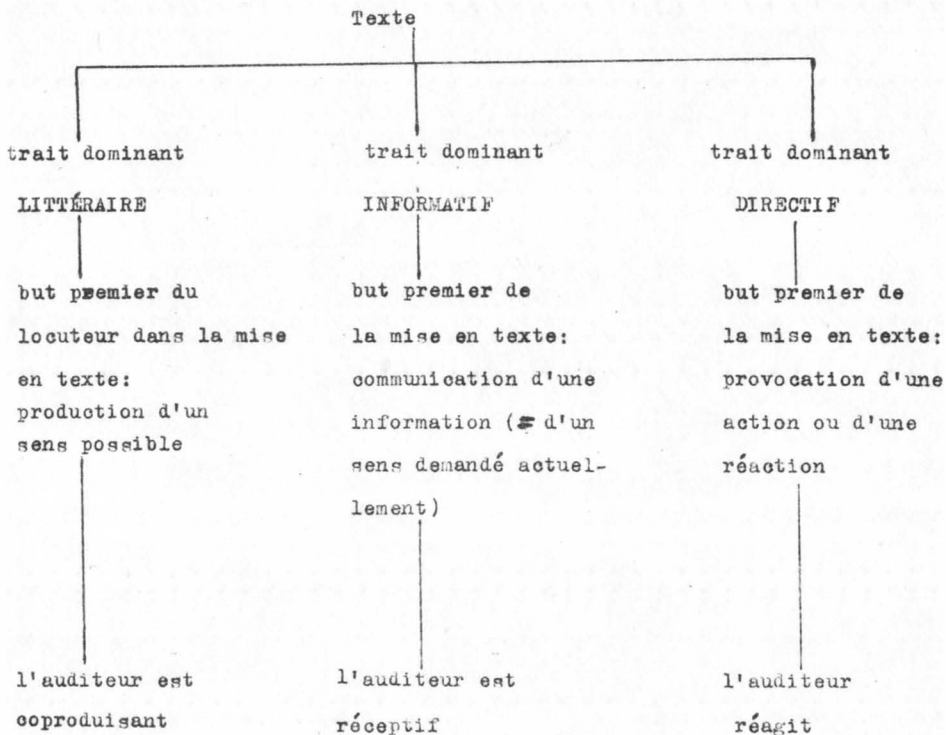 Texte
trait dominant
LITTÉRAIRE
but premier du
locuteur dans la mise
en texte:
production d'un
sens possible
l'auditeur est
coproduisant
trait dominant
INFORMATIF
but premier de
la mise en texte:
communication d'une
information (= d'un
sens demandé actuel-
lement)
l'auditeur est
réceptif
trait dominant
DIRECTIF
but premier de
la mise en texte:
provocation d'une
action ou d'une
réaction
l'auditeur
réagit